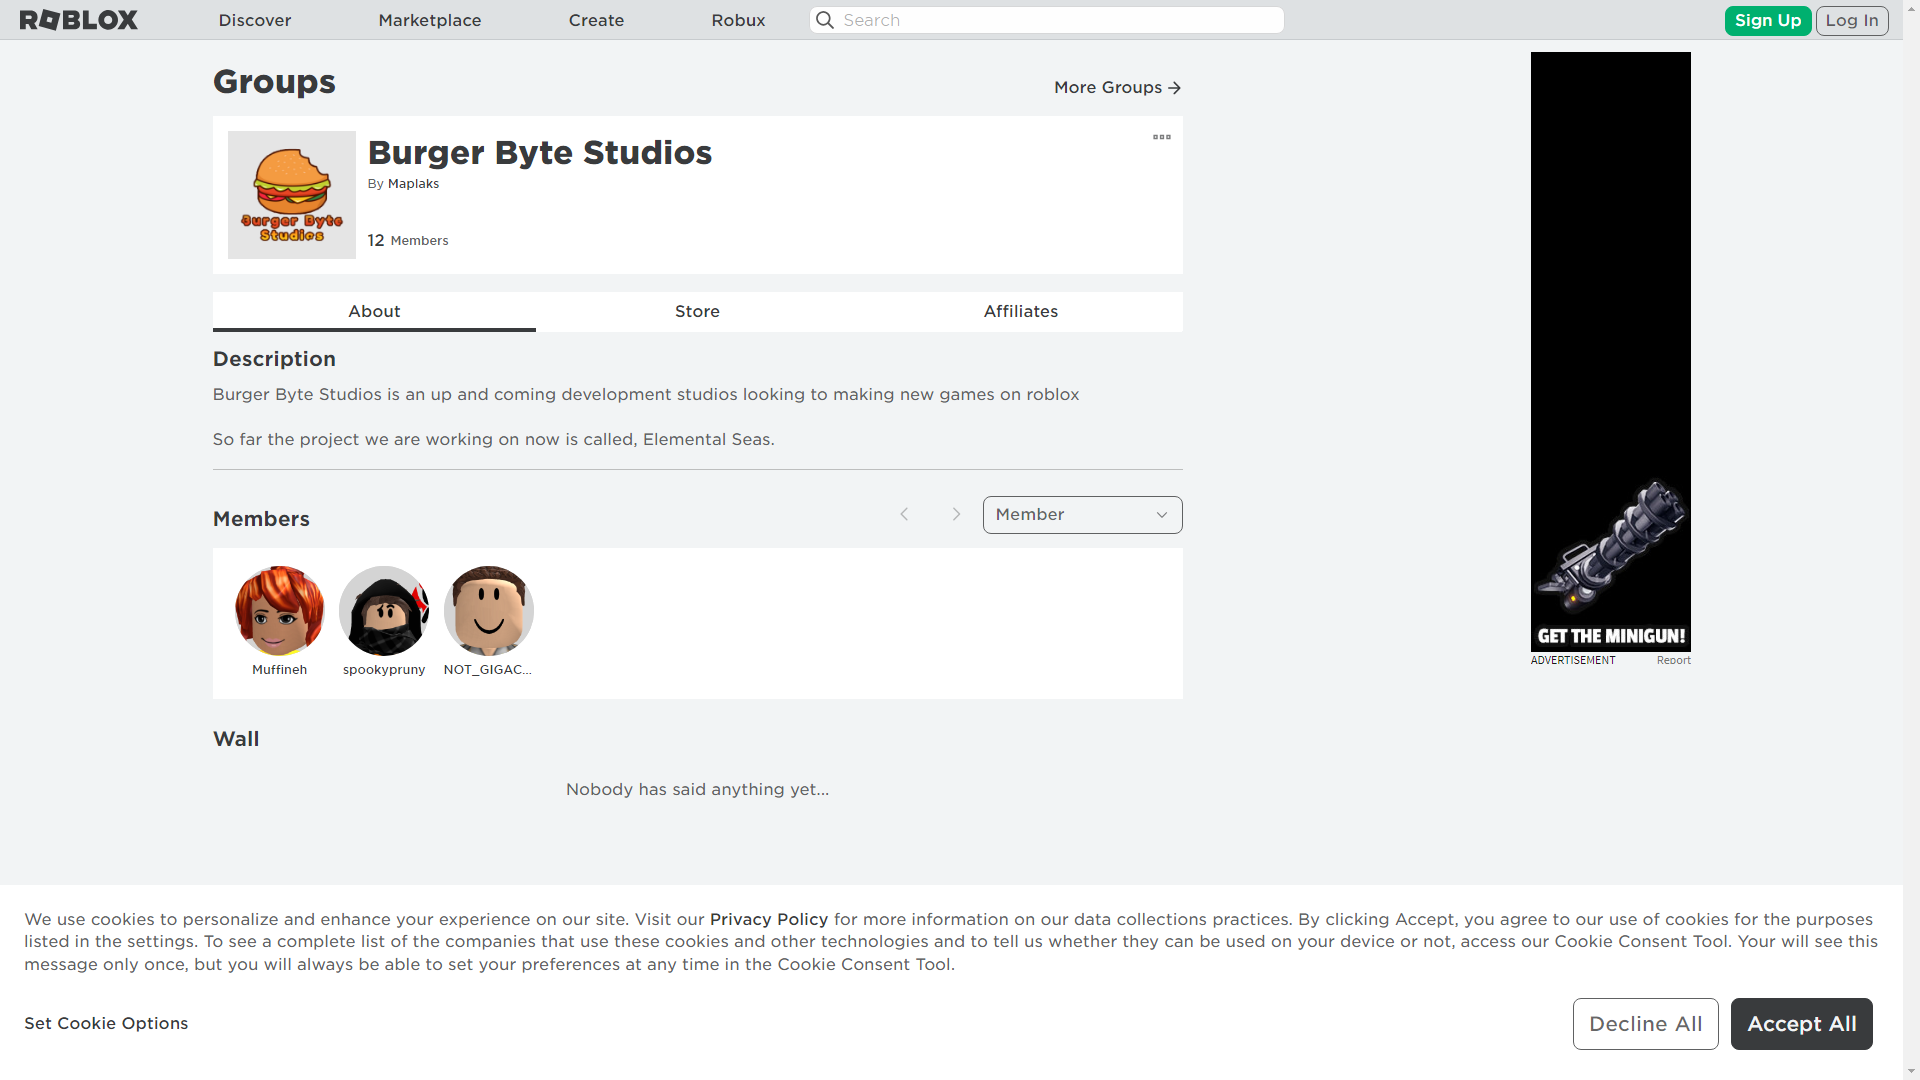 ROBLOX
Discover
Marketplace
Create
Robux
Search
Sign Up
Log In
Groups
More Groups
Burger Byte Studios
Burger Byte Studios
By Maplaks
12 Members
About
Store
Affiliates
Description
Burger Byte Studios is an up and coming development studios looking to making new games on roblox
So far the project we are working on now is called, Elemental Seas.
Members
Member
Muffineh
spookypruny
NOT_GIGAC...
Wall
Nobody has said anything yet...
GET THE MINIGUN!
ADVERTISEMENT
Report
We use cookies to personalize and enhance your experience on our site. Visit our Privacy Policy for more information on our data collections practices. By clicking Accept, you agree to our use of cookies for the purposes
listed in the settings. To see a complete list of the companies that use these cookies and other technologies and to tell us whether they can be used on your device or not, access our Cookie Consent Tool. Your will see this
message only once, but you will always be able to set your preferences at any time in the Cookie Consent Tool.
Set Cookie Options
Decline All
Accept All